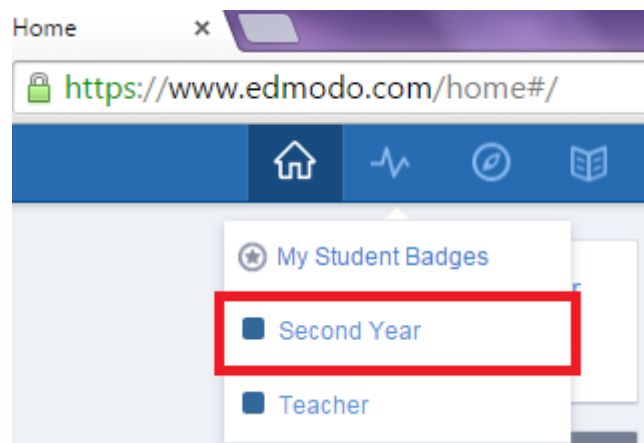 Home
https://www.edmodo.com/home#/
My Student Badges
Second Year
Teacher